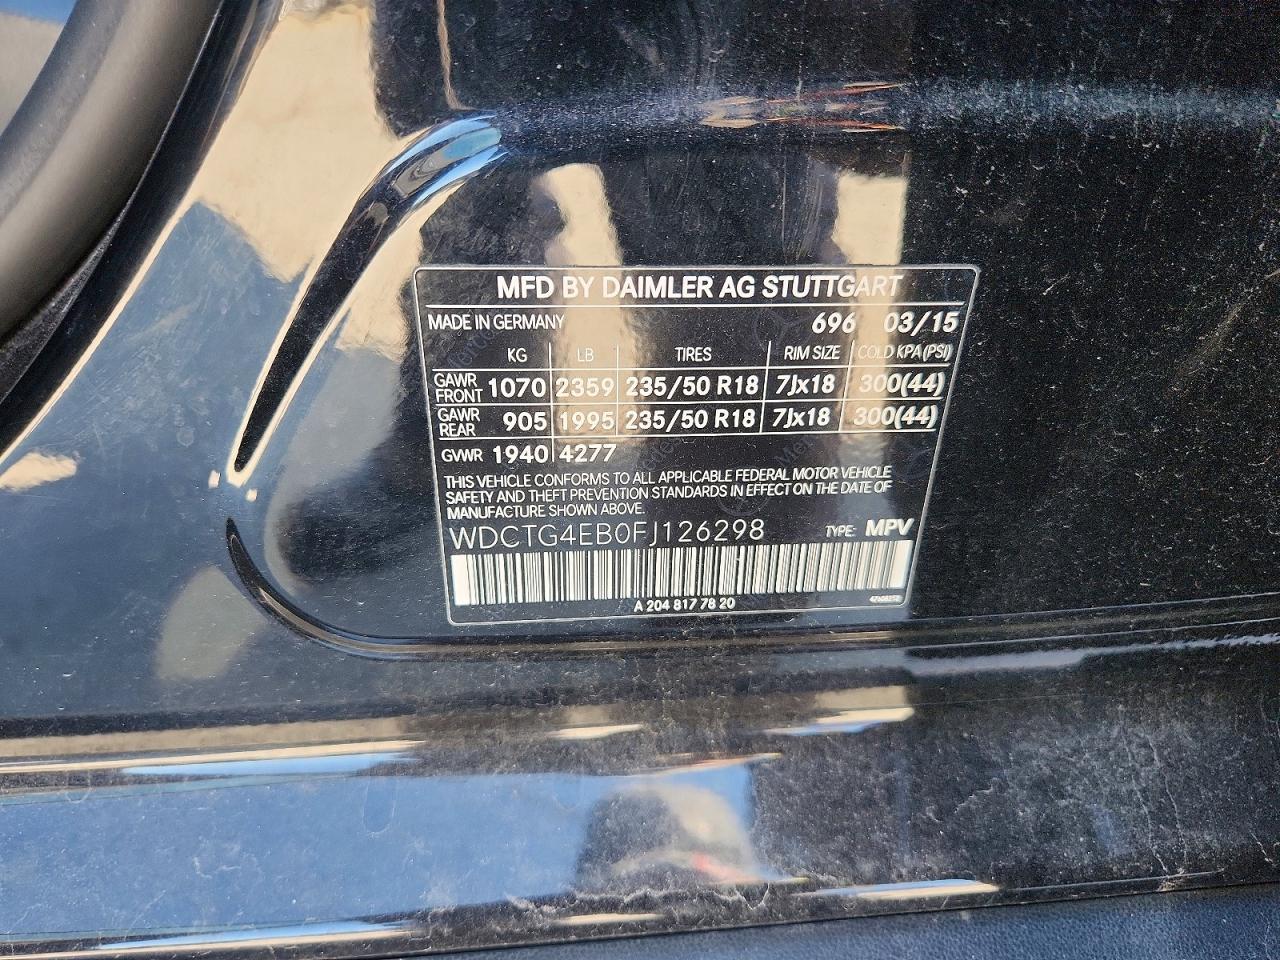 MFD BY DAIMLER AG STUTTGART
MADE IN GERMANY 696 03/15
KG LB TIRES RIM SIZE COLD KPA(PSI)
GAWR FRONT 1070 2359 235/50 R18 7Jx18 300(44)
GAWR REAR 905 1995 235/50 R18 7Jx18 300(44)
GVWR 1940 4277
THIS VEHICLE CONFORMS TO ALL APPLICABLE FEDERAL MOTOR VEHICLE
SAFETY AND THEFT PREVENTION STANDARDS IN EFFECT ON THE DATE OF
MANUFACTURE SHOWN ABOVE.
WDCTG4EB0FJ126298 TYPE: MPV
A 204 817 78 20